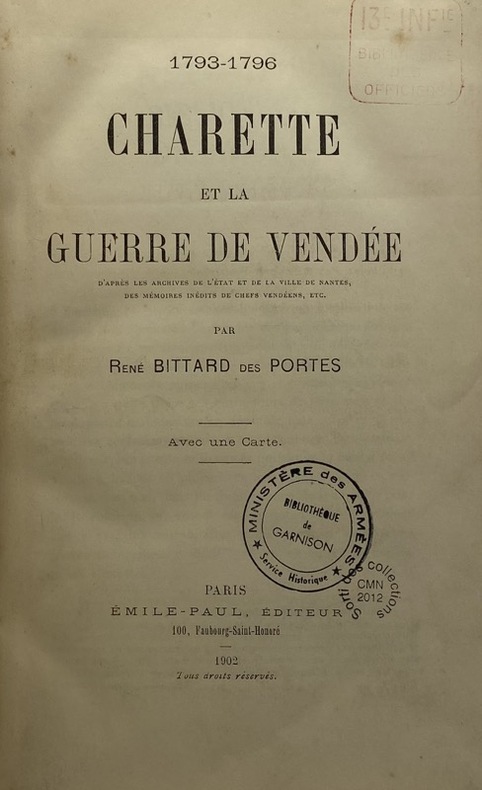 13E INFIE
OFFICIERS
1793-1796
CHARETTE
ET LA
GUERRE DE VENDÉE
D'APRÈS LES ARCHIVES DE L'ÉTAT ET DE LA VILLE DE NANTES,
DES MÉMOIRES INÉDITS DE CHEFS VENDÉENS, ETC.
PAR
RENÉ BITTARD DES PORTES
Avec une Carte.
MINISTÈRE des ARMÉES
BIBLIOTHÈQUE
de
GARNISON
★ Service Historique ★
Sorti des collections
CMN
2012
PARIS
ÉMILE-PAUL, ÉDITEUR
100, Faubourg-Saint-Honoré
1902
Tous droits réservés.